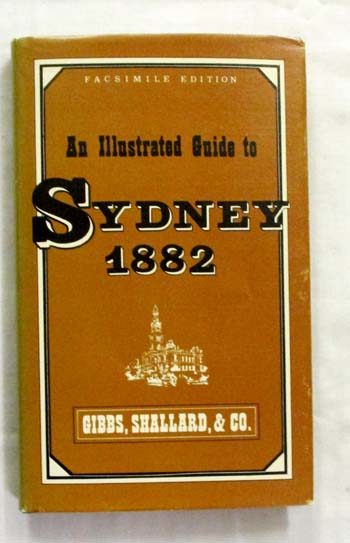 FACSIMILE EDITION
An Illustrated Guide to
SYDNEY
1882
GIBBS, SHALLARD, & CO.